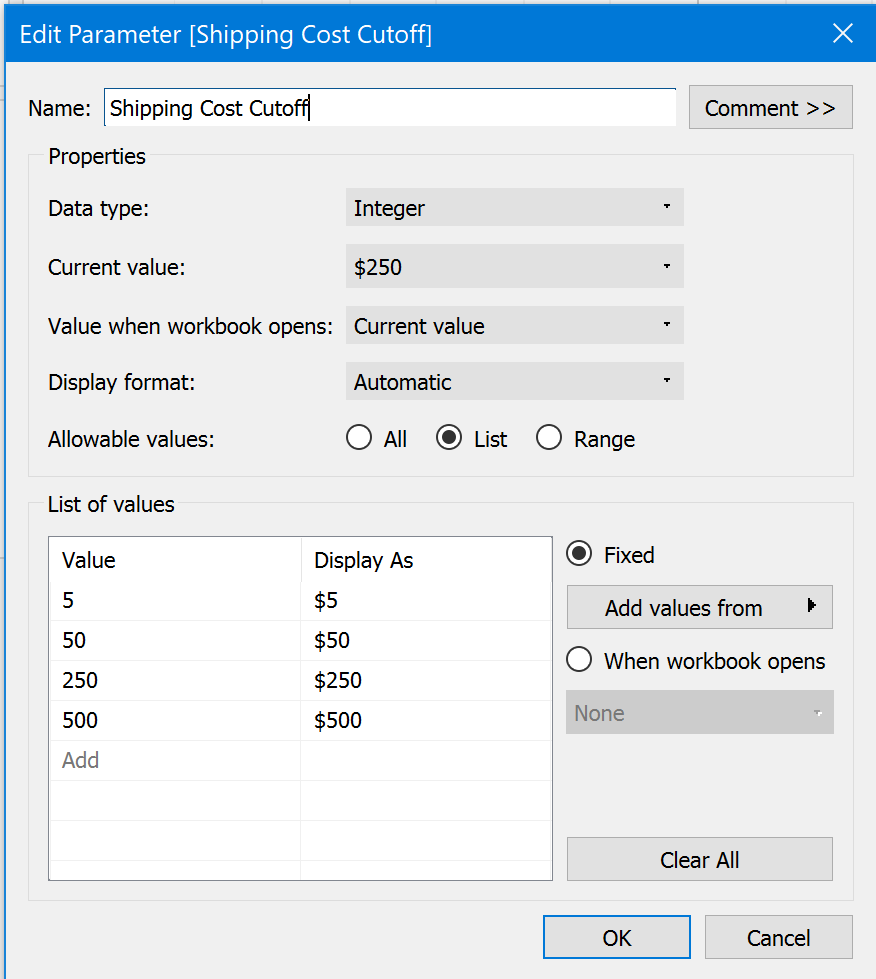 Edit Parameter [Shipping Cost Cutoff]
Name: Shipping Cost Cutoff Comment >>
Properties
Data type: Integer
Current value: $250
Value when workbook opens: Current value
Display format: Automatic
Allowable values: All List Range
List of values
Value Display As
5 $5
50 $50
250 $250
500 $500
Add
Fixed
Add values from
When workbook opens
None
Clear All
OK Cancel